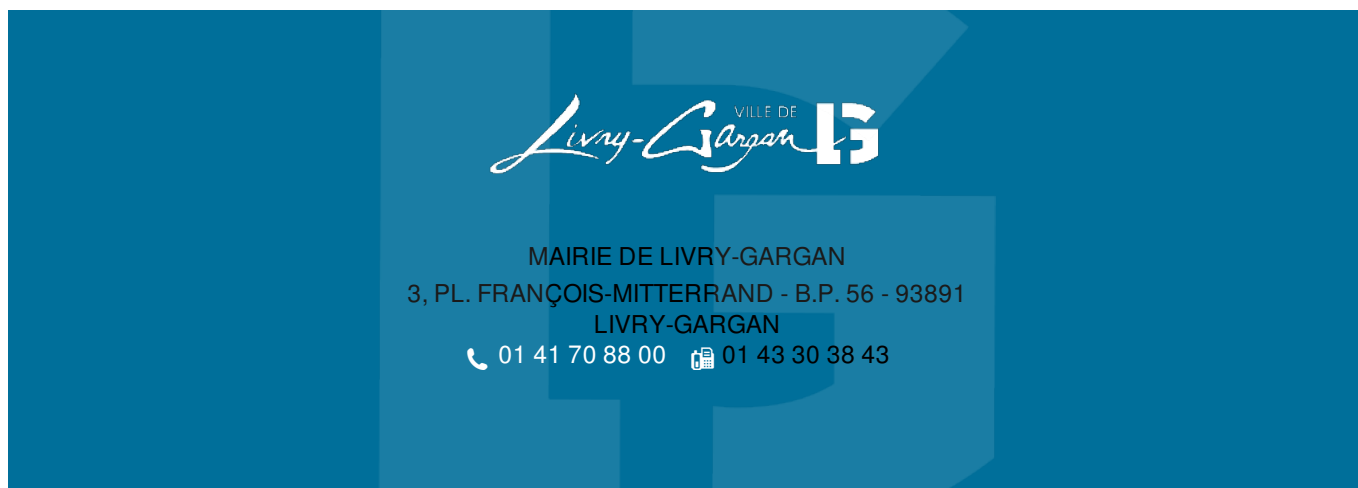 VILLE DE
Livry-Gargan LG
MAIRIE DE LIVRY-GARGAN
3, PL. FRANÇOIS-MITTERRAND - B.P. 56 - 93891
LIVRY-GARGAN
01 41 70 88 00 01 43 30 38 43